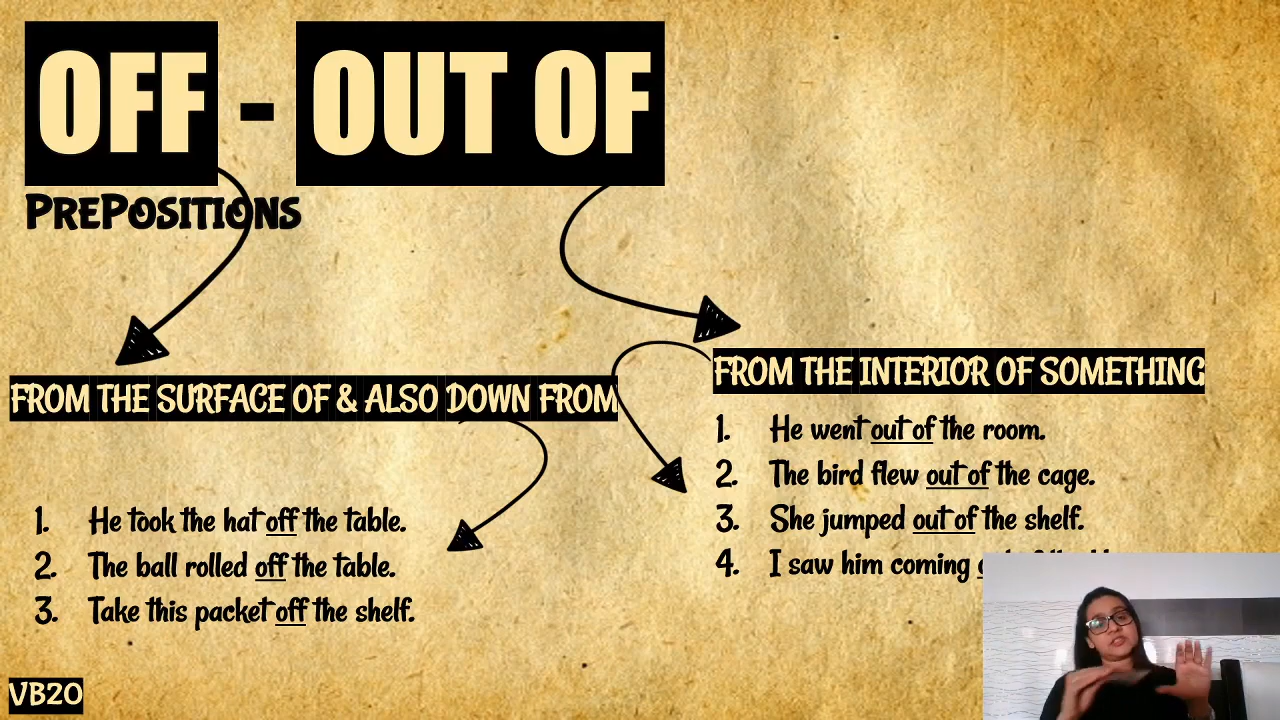 OFF - OUT OF
PREPOSITIONS
FROM THE SURFACE OF & ALSO DOWN FROM
1. He took the hat off the table.
2. The ball rolled off the table.
3. Take this packet off the shelf.
FROM THE INTERIOR OF SOMETHING
1. He went out of the room.
2. The bird flew out of the cage.
3. She jumped out of the shelf.
4. I saw him coming
VB20